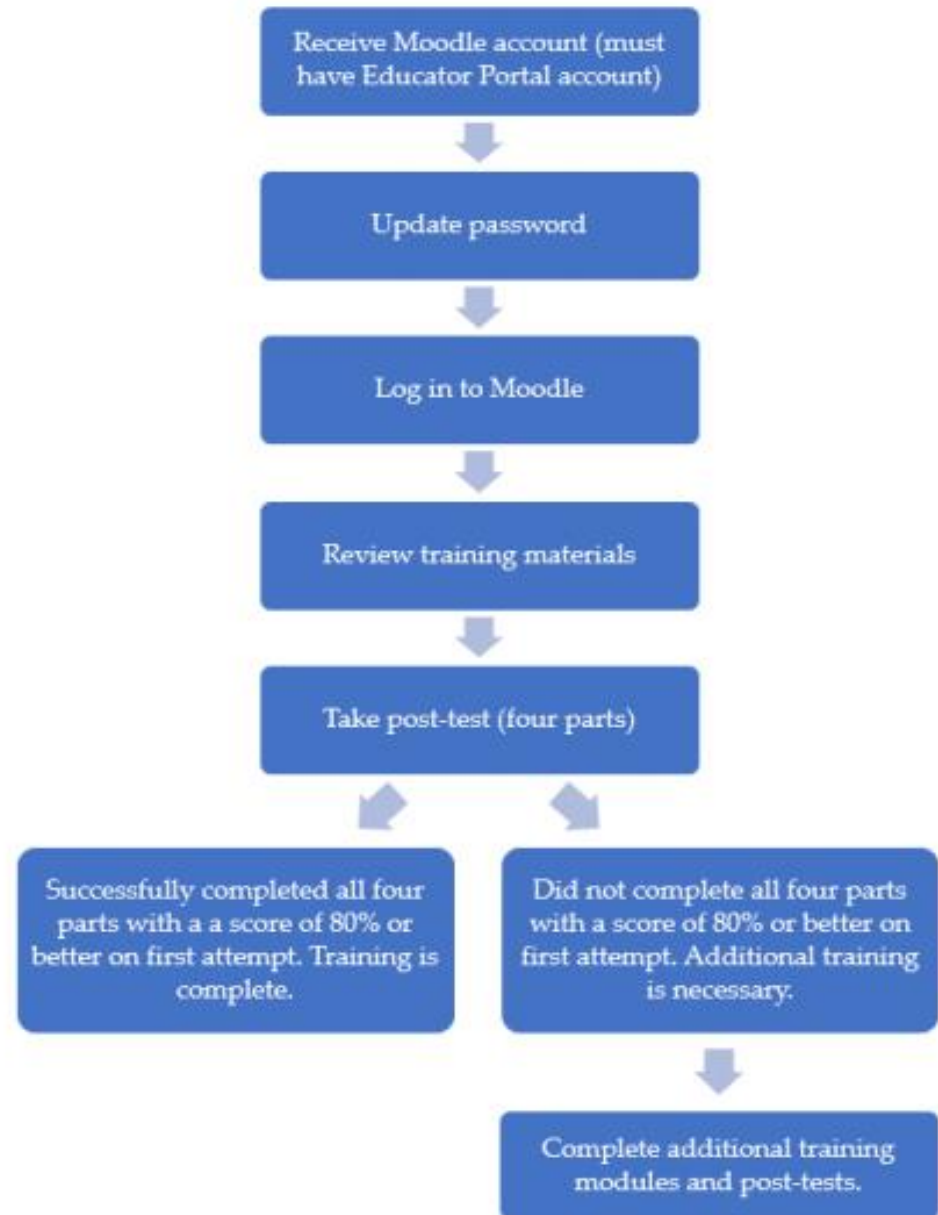 Receive Moodle account (must
have Educator Portal account)
Update password
Log in to Moodle
Review training materials
Take post-test (four parts)
Successfully completed all four
parts with a a score of 80% or
better on first attempt. Training is
complete.
Did not complete all four parts
with a score of 80% or better on
first attempt. Additional training
is necessary.
Complete additional training
modules and post-tests.